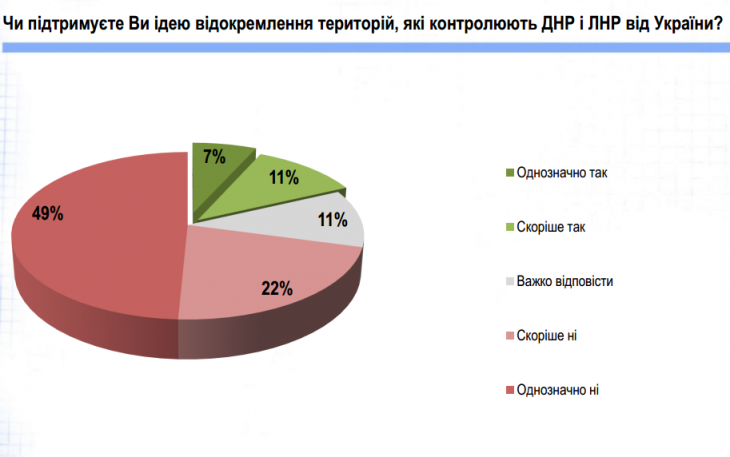 Чи підтримуєте Ви ідею відокремлення територій, які контролюють ДНР і ЛНР від України?
7%
11%
11%
22%
49%
Однозначно так
Скоріше так
Важко відповісти
Скоріше ні
Однозначно ні